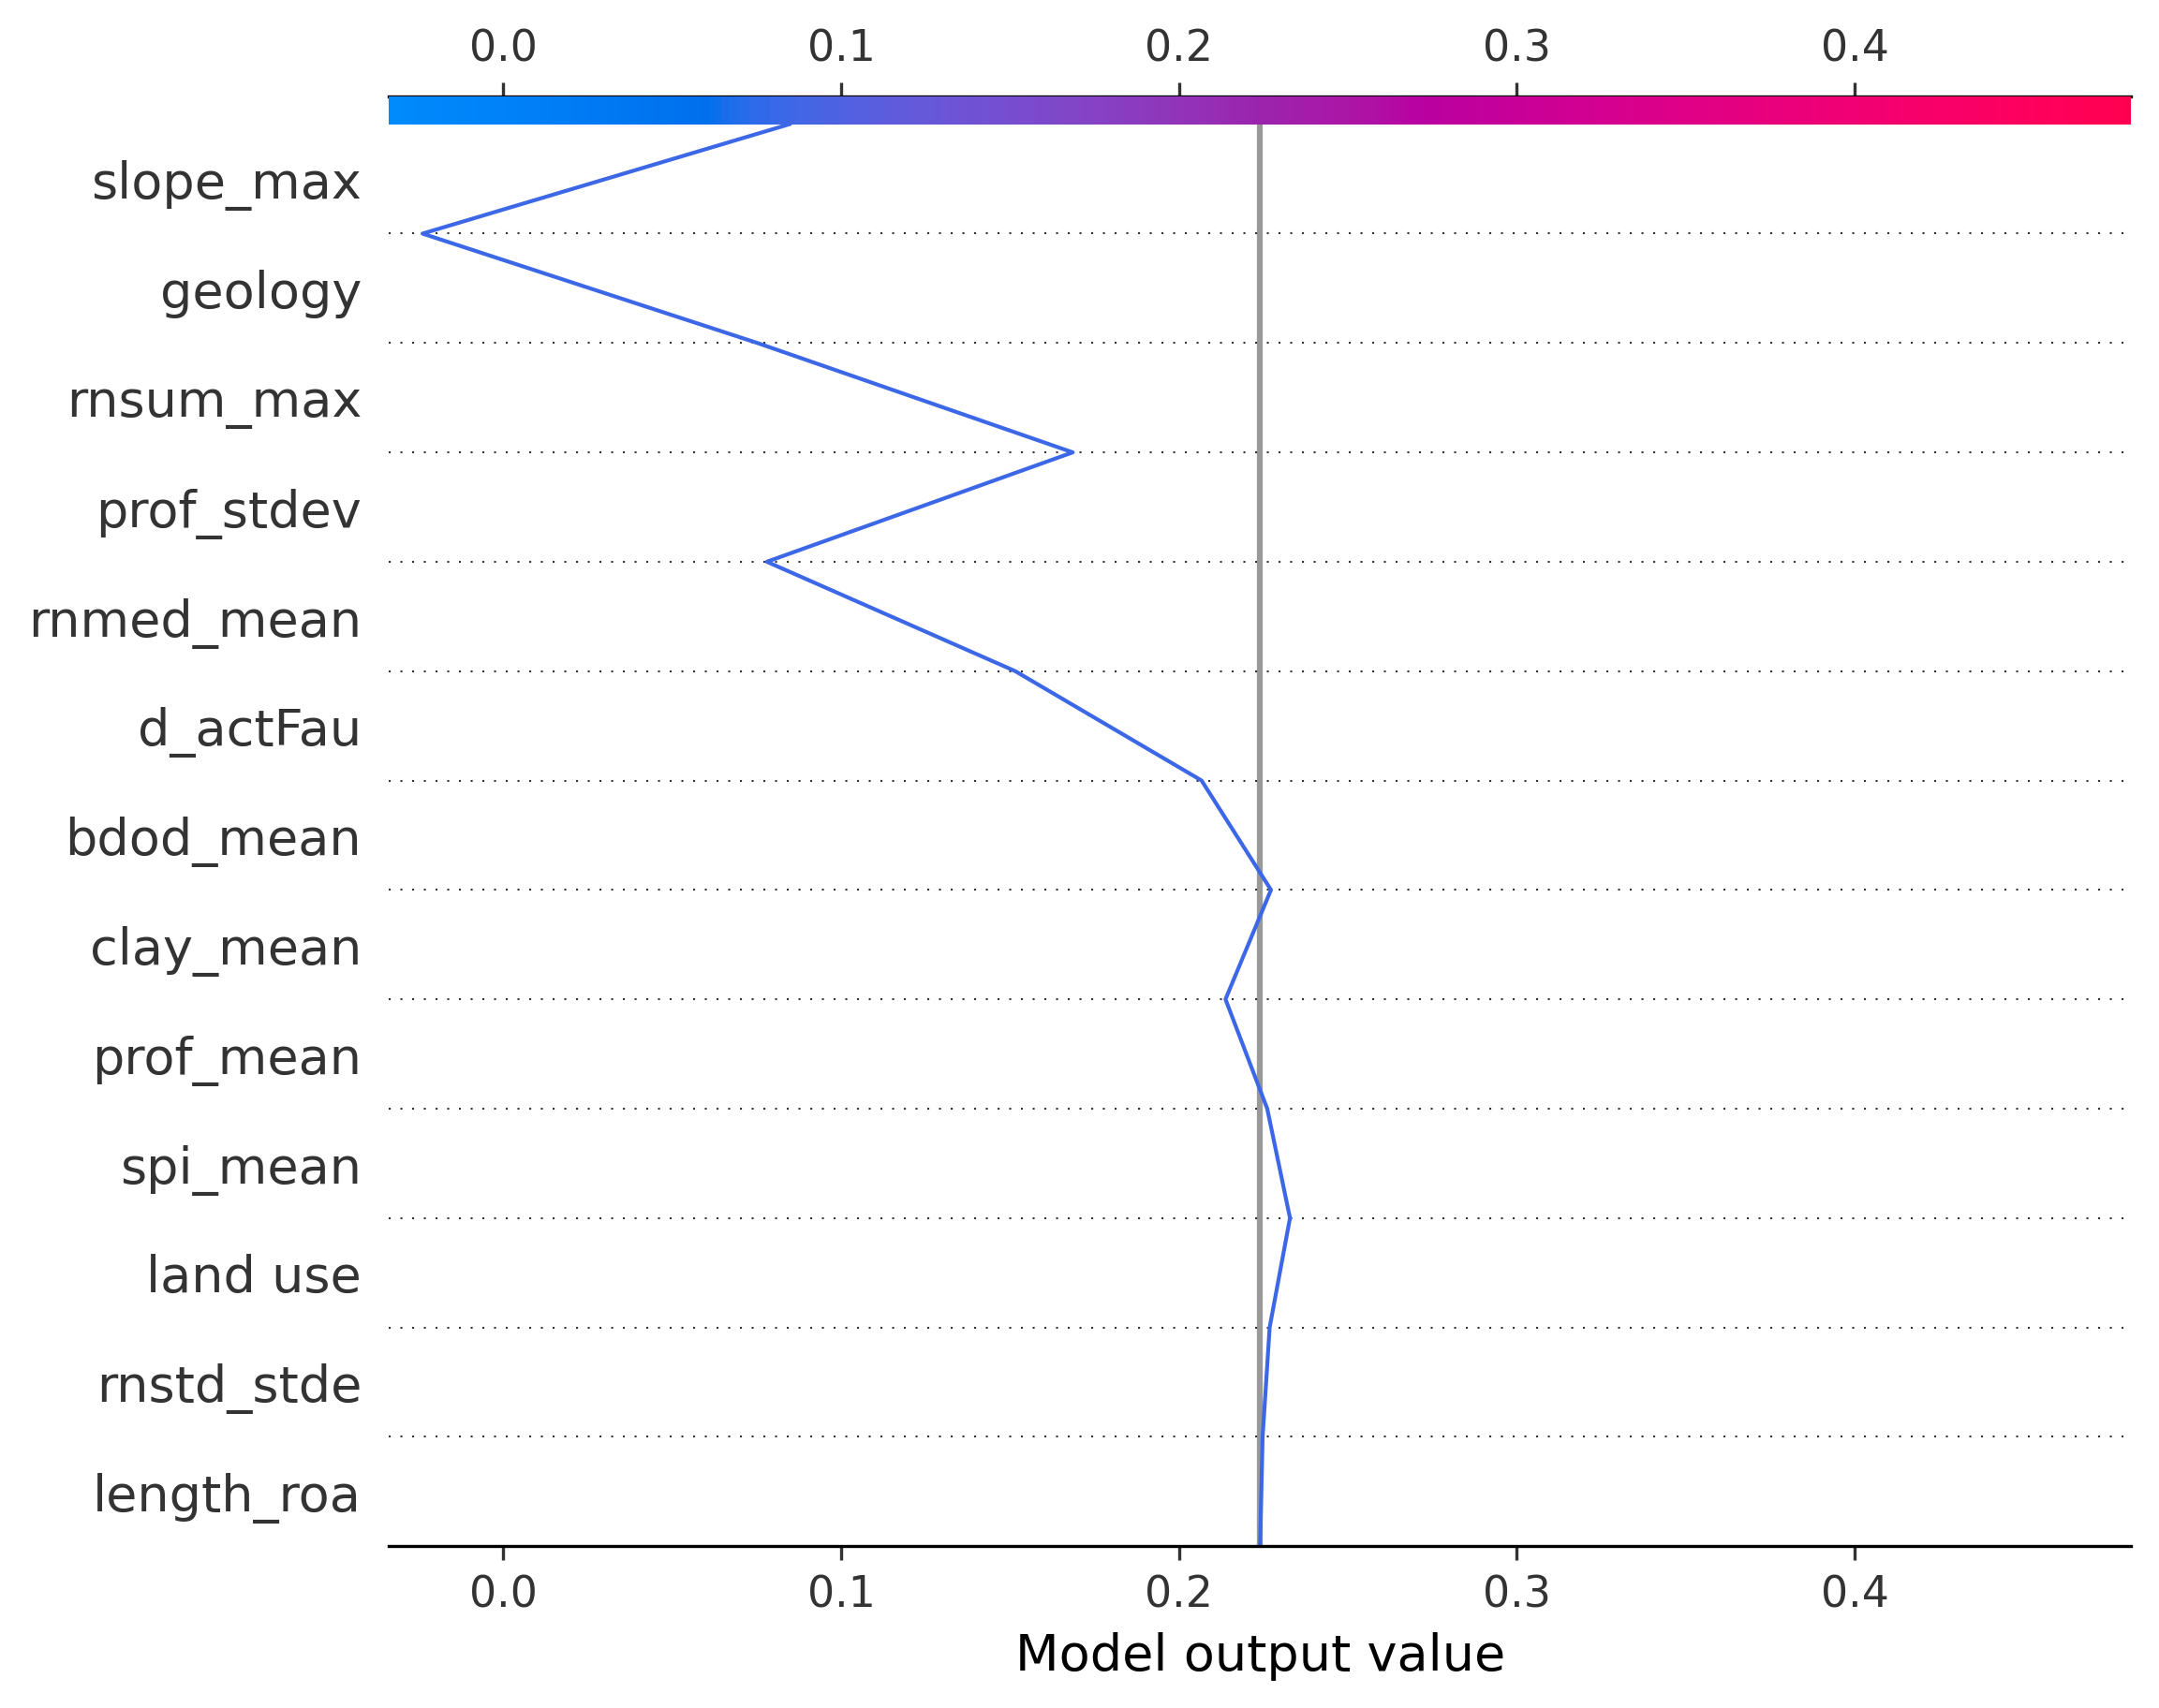 0.0 0.1 0.2 0.3 0.4
slope_max
geology
rnsum_max
prof_stdev
rnmed_mean
d_actFau
bdod_mean
clay_mean
prof_mean
spi_mean
land use
rnstd_stde
length_roa
0.0 0.1 0.2 0.3 0.4
Model output value